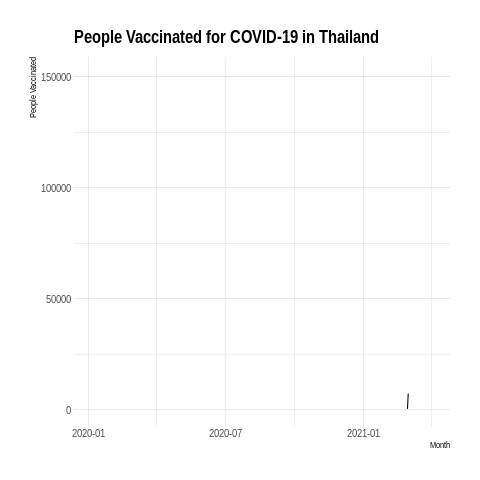 People Vaccinated for COVID-19 in Thailand
People Vaccinated
150000
100000
50000
0
2020-01 2020-07 2021-01
Month